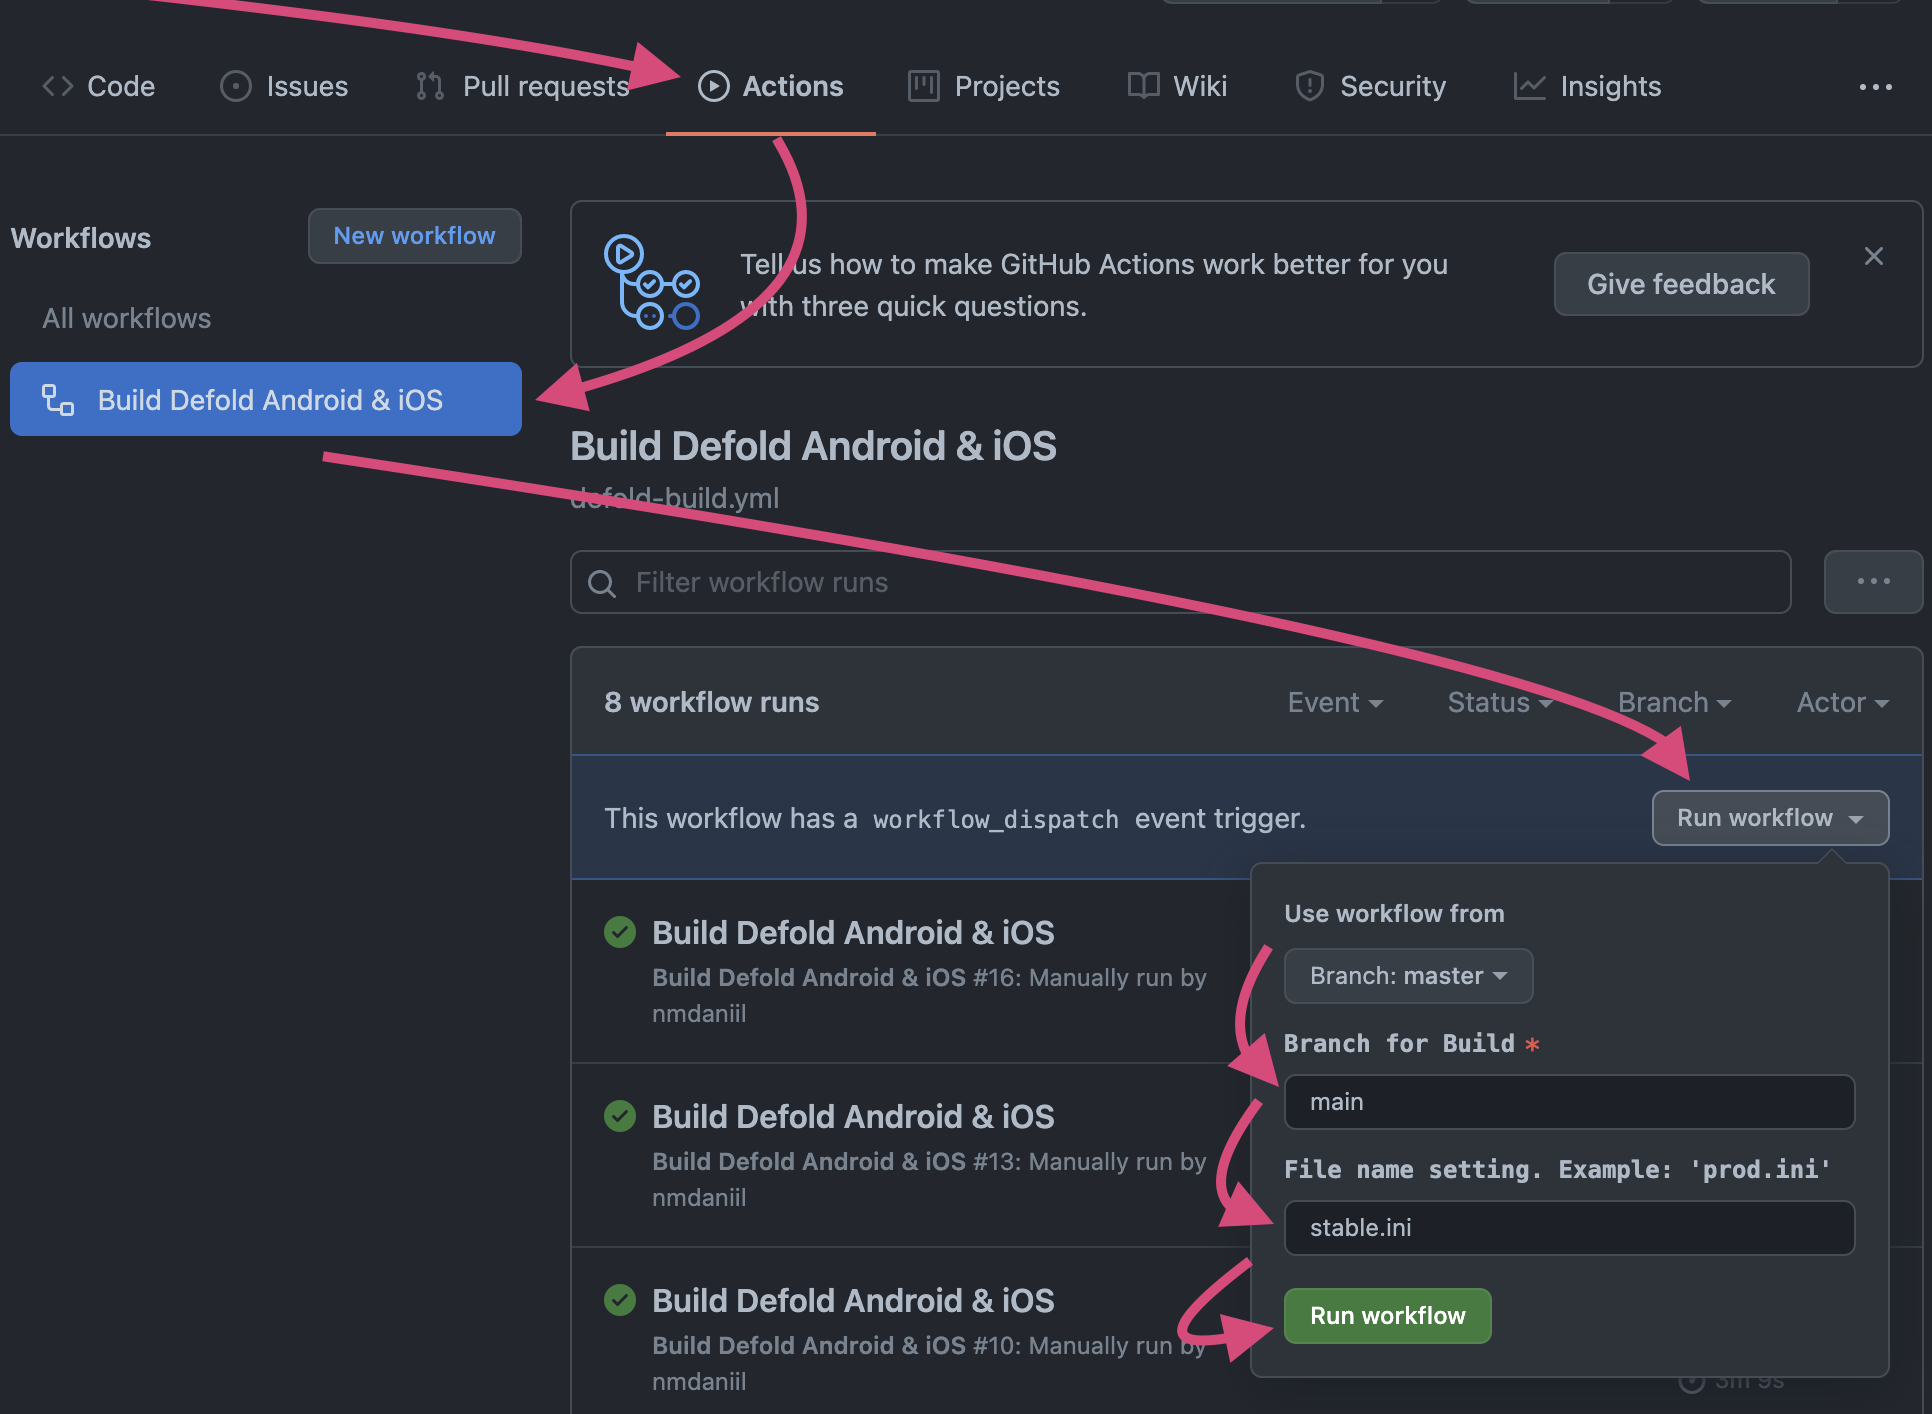 Code
Issues
Pull requests
Actions
Projects
Wiki
Security
Insights
Workflows
New workflow
All workflows
Build Defold Android & iOS
Tell us how to make GitHub Actions work better for you
with three quick questions.
Give feedback
Build Defold Android & iOS
defold-build.yml
Filter workflow runs
8 workflow runs
Event
Status
Branch
Actor
This workflow has a workflow_dispatch event trigger.
Run workflow
Build Defold Android & iOS
Build Defold Android & iOS #16: Manually run by
nmdaniil
Build Defold Android & iOS
Build Defold Android & iOS #13: Manually run by
nmdaniil
Build Defold Android & iOS
Build Defold Android & iOS #10: Manually run by
nmdaniil
Use workflow from
Branch: master
Branch for Build *
main
File name setting. Example: 'prod.ini'
stable.ini
Run workflow
3m 9s